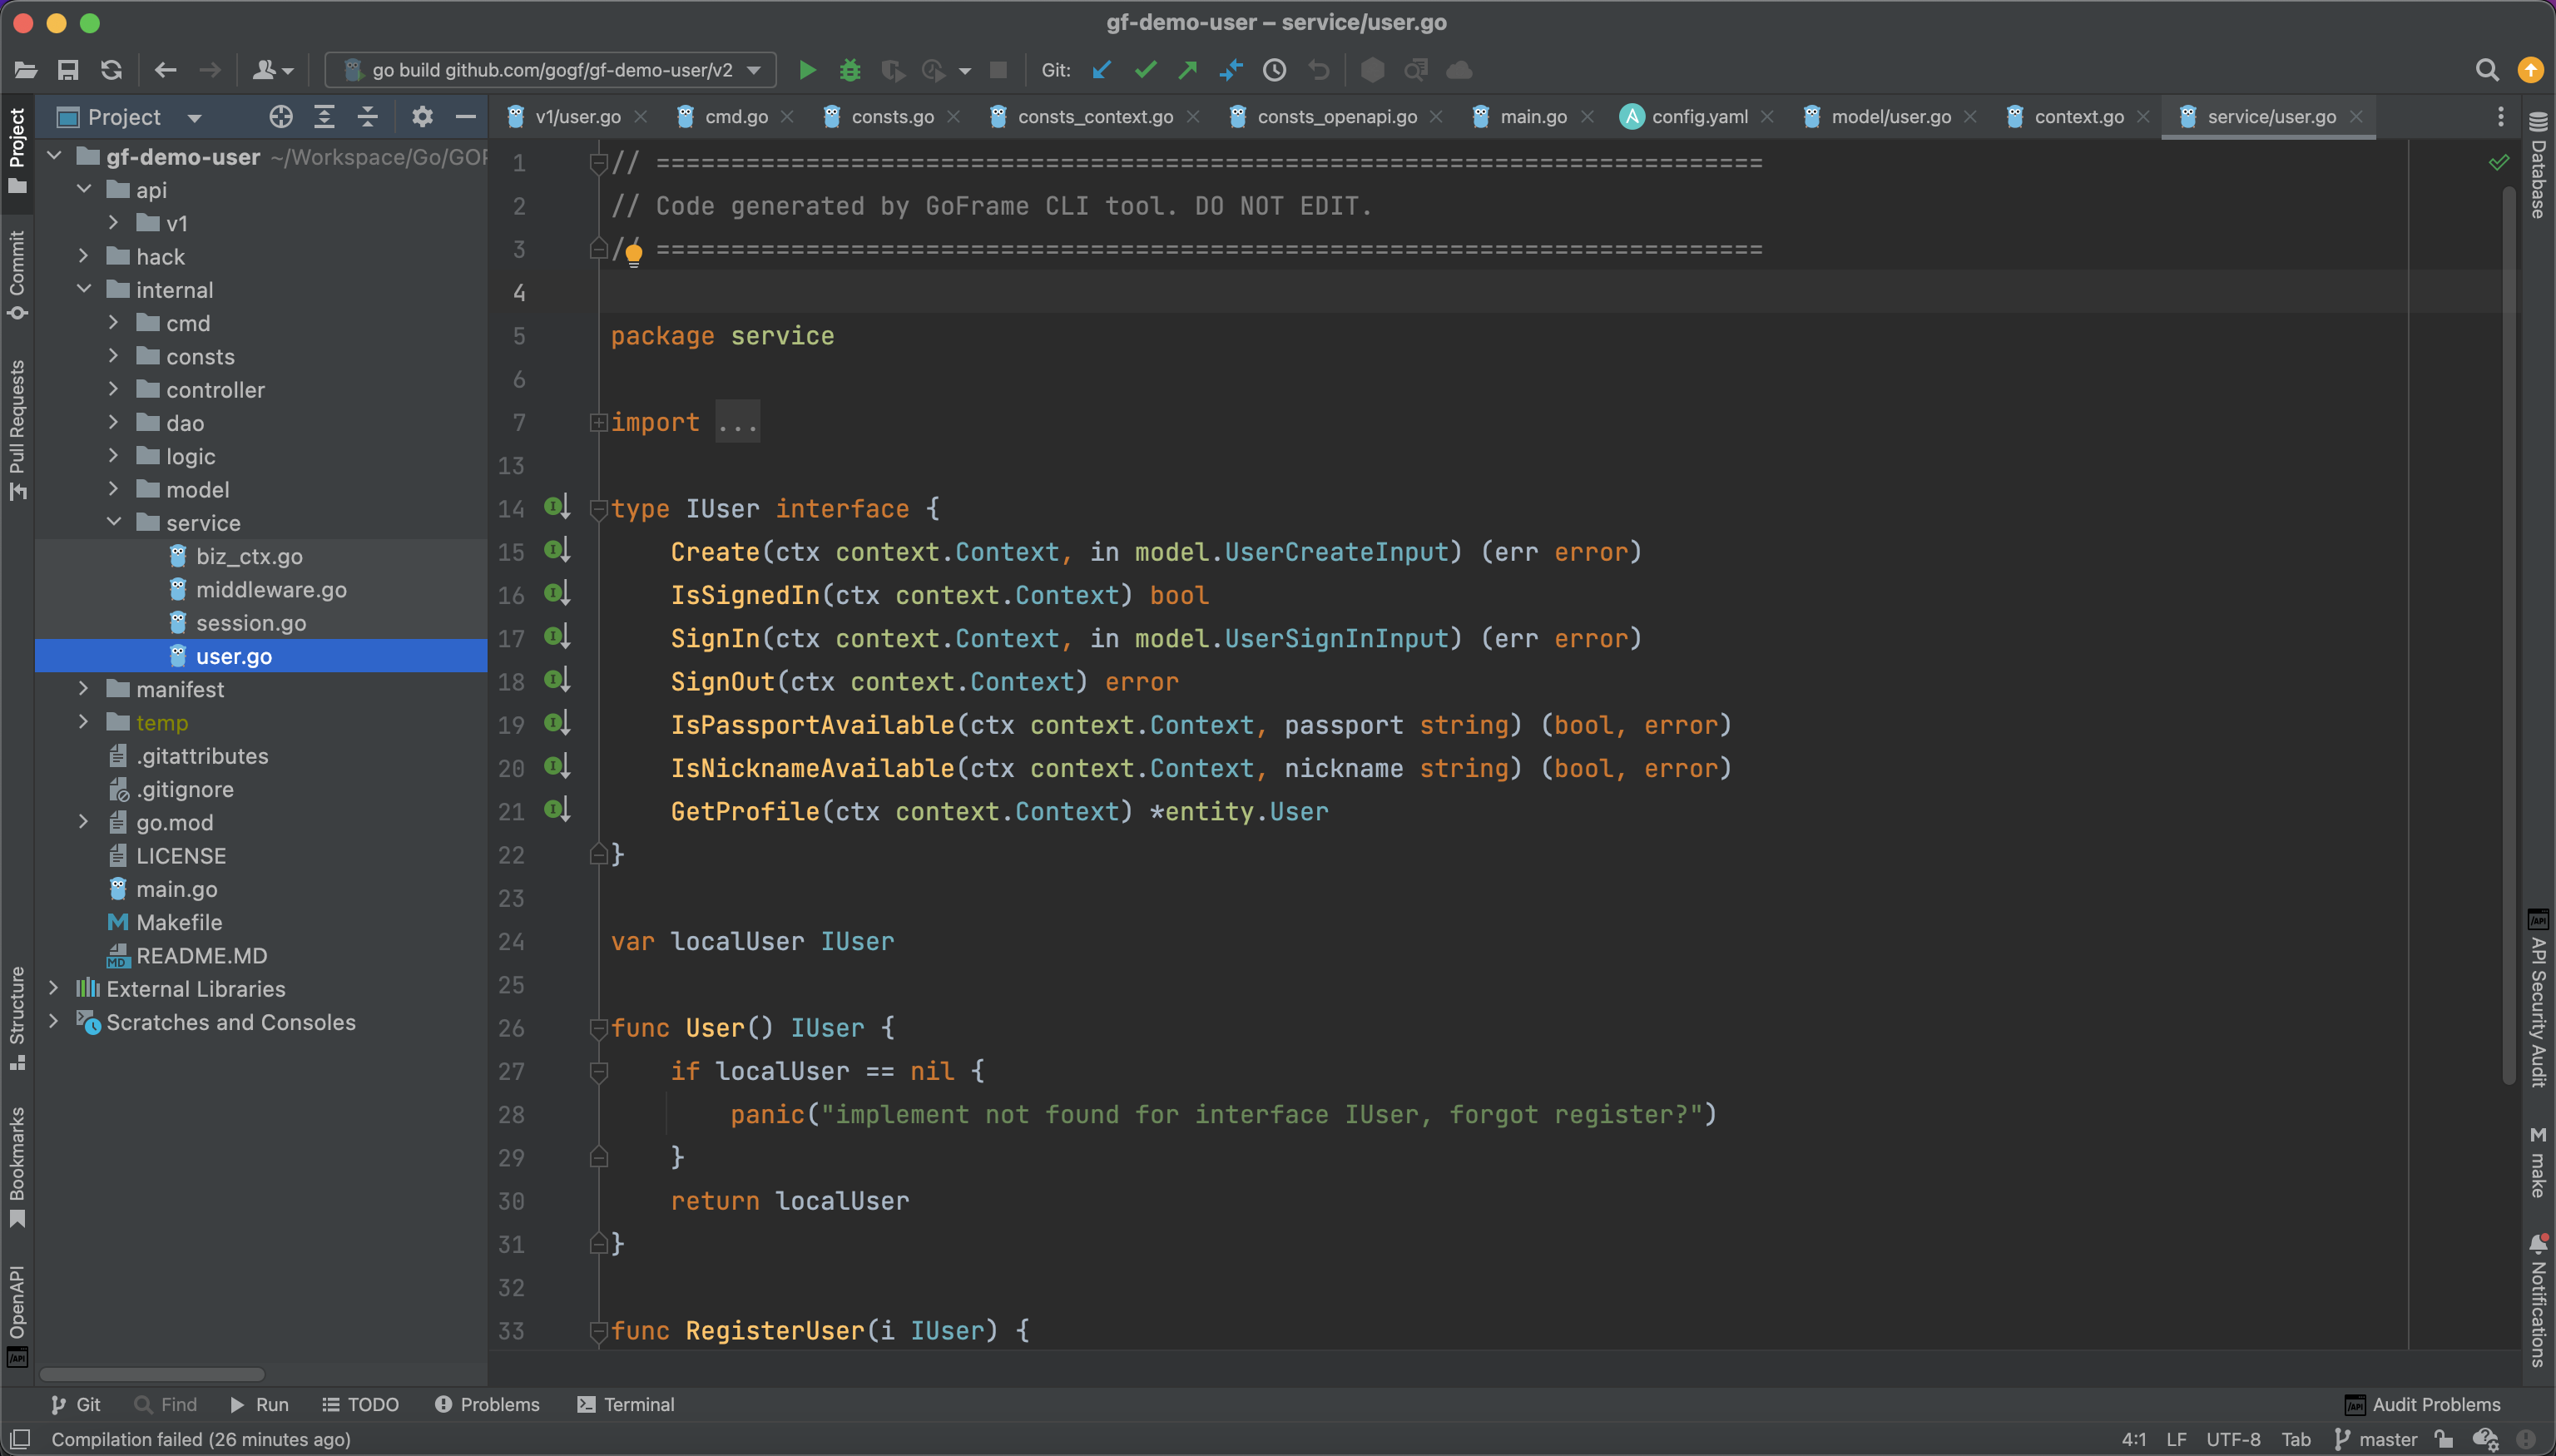 gf-demo-user – service/user.go
go build github.com/gogf/gf-demo-user/v2
Git:
Project
v1/user.go
cmd.go
consts.go
consts_context.go
consts_openapi.go
main.go
config.yaml
model/user.go
context.go
service/user.go
Project
Commit
Pull Requests
Structure
Bookmarks
OpenAPI
gf-demo-user ~/Workspace/Go/GOP
api
v1
hack
internal
cmd
consts
controller
dao
logic
model
service
biz_ctx.go
middleware.go
session.go
user.go
manifest
temp
.gitattributes
.gitignore
go.mod
LICENSE
main.go
Makefile
README.MD
External Libraries
Scratches and Consoles
1 // ==========================================================================
2 // Code generated by GoFrame CLI tool. DO NOT EDIT.
3 // ==========================================================================
4
5 package service
6
7 import ...
13
14 type IUser interface {
15 Create(ctx context.Context, in model.UserCreateInput) (err error)
16 IsSignedIn(ctx context.Context) bool
17 SignIn(ctx context.Context, in model.UserSignInInput) (err error)
18 SignOut(ctx context.Context) error
19 IsPassportAvailable(ctx context.Context, passport string) (bool, error)
20 IsNicknameAvailable(ctx context.Context, nickname string) (bool, error)
21 GetProfile(ctx context.Context) *entity.User
22 }
23
24 var localUser IUser
25
26 func User() IUser {
27 if localUser == nil {
28 panic("implement not found for interface IUser, forgot register?")
29 }
30 return localUser
31 }
32
33 func RegisterUser(i IUser) {
Database
API Security Audit
make
Notifications
Git
Find
Run
TODO
Problems
Terminal
Audit Problems
Compilation failed (26 minutes ago)
4:1
LF
UTF-8
Tab
master